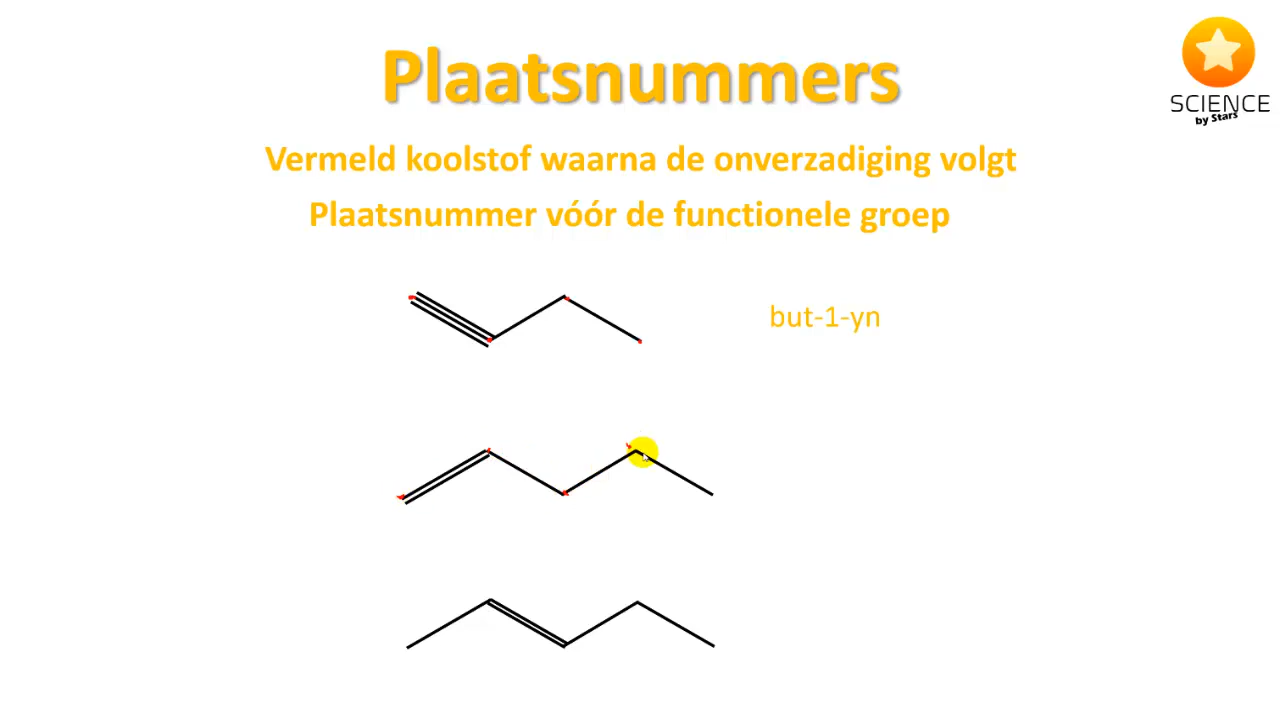 Plaatsnummers
SCIENCE
by Stars
Vermeld koolstof waarna de onverzadiging volgt
Plaatsnummer vóór de functionele groep
but-1-yn